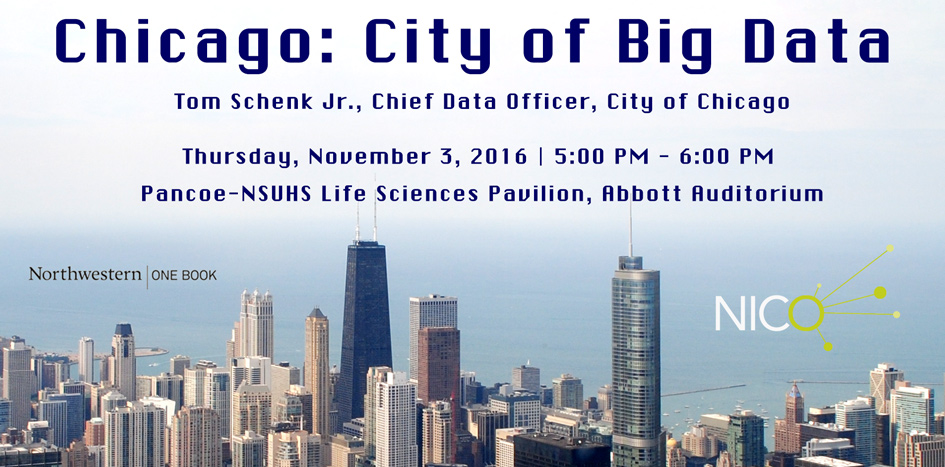 Chicago: City of Big Data
Tom Schenk Jr., Chief Data Officer, City of Chicago
Thursday, November 3, 2016 | 5:00 PM - 6:00 PM
Pancoe-NSUHS Life Sciences Pavilion, Abbott Auditorium
Northwestern | ONE BOOK
NICO